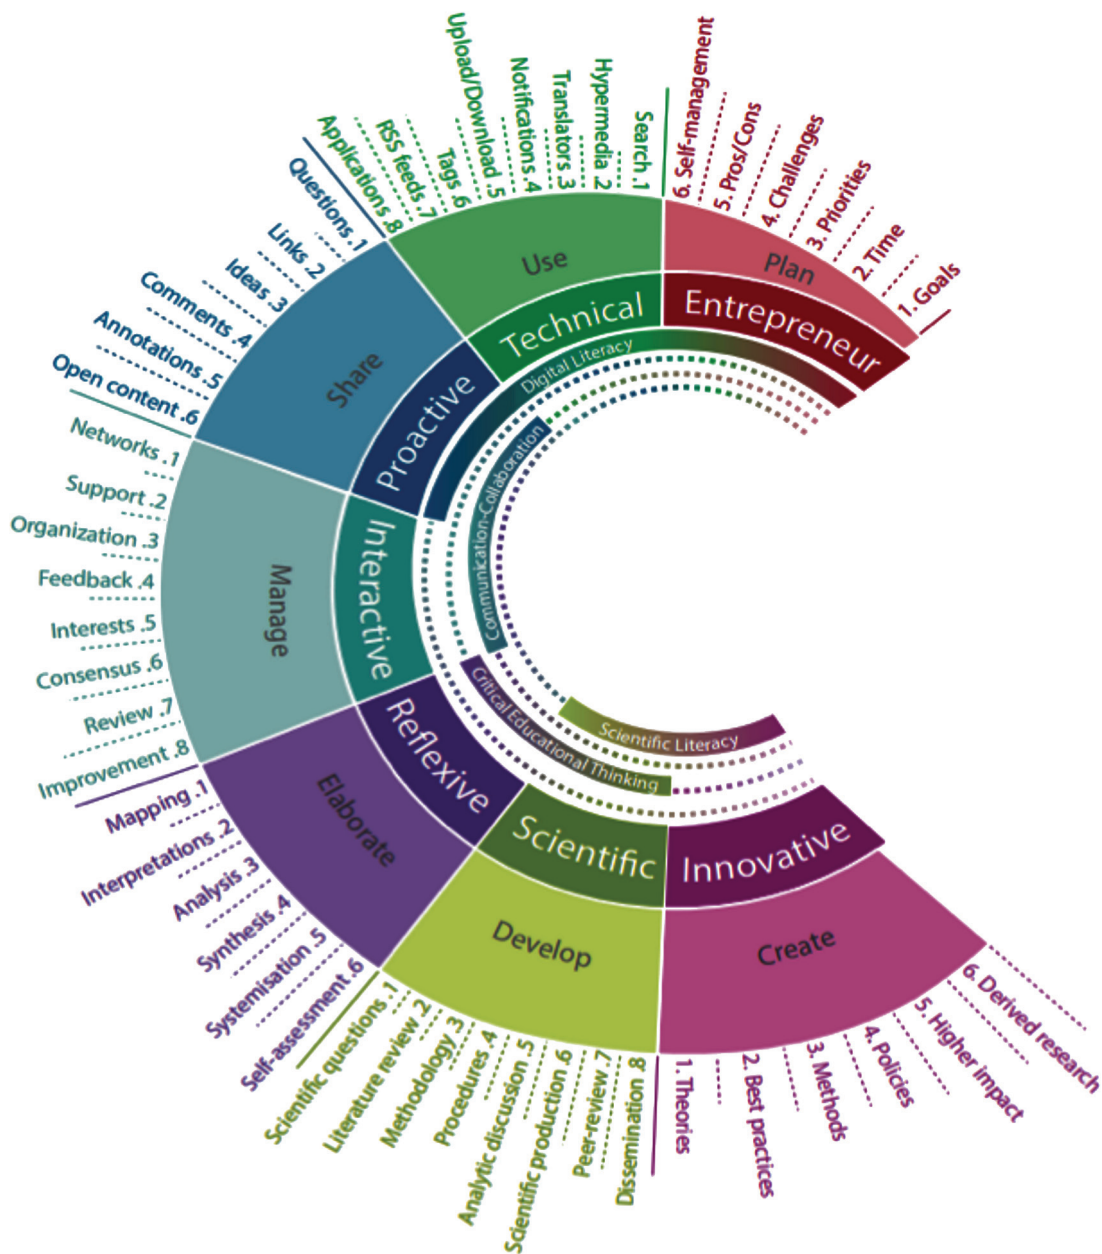 1. Goals
2. Time
3. Priorities
4. Challenges
5. Pros/Cons
6. Self-management
Plan
Entrepreneur
Search .1
Hypermedia .2
Translators .3
Notifications .4
Upload/Download .5
Tags .6
RSS feeds .7
Applications .8
Use
Technical
Questions .1
Links .2
Ideas .3
Comments .4
Annotations .5
Open content .6
Share
Proactive
Networks .1
Support .2
Organization .3
Feedback .4
Interests .5
Consensus .6
Review .7
Improvement .8
Manage
Interactive
Mapping .1
Interpretations .2
Analysis .3
Synthesis .4
Systemisation .5
Self-assessment .6
Elaborate
Reflexive
Scientific questions .1
Literature review .2
Methodology .3
Procedures .4
Analytic discussion .5
Scientific production .6
Peer-review .7
Dissemination .8
Develop
Scientific
1. Theories
2. Best practices
3. Methods
4. Policies
5. Higher impact
6. Derived research
Create
Innovative
Digital Literacy
Communication-Collaboration
Critical Educational Thinking
Scientific Literacy